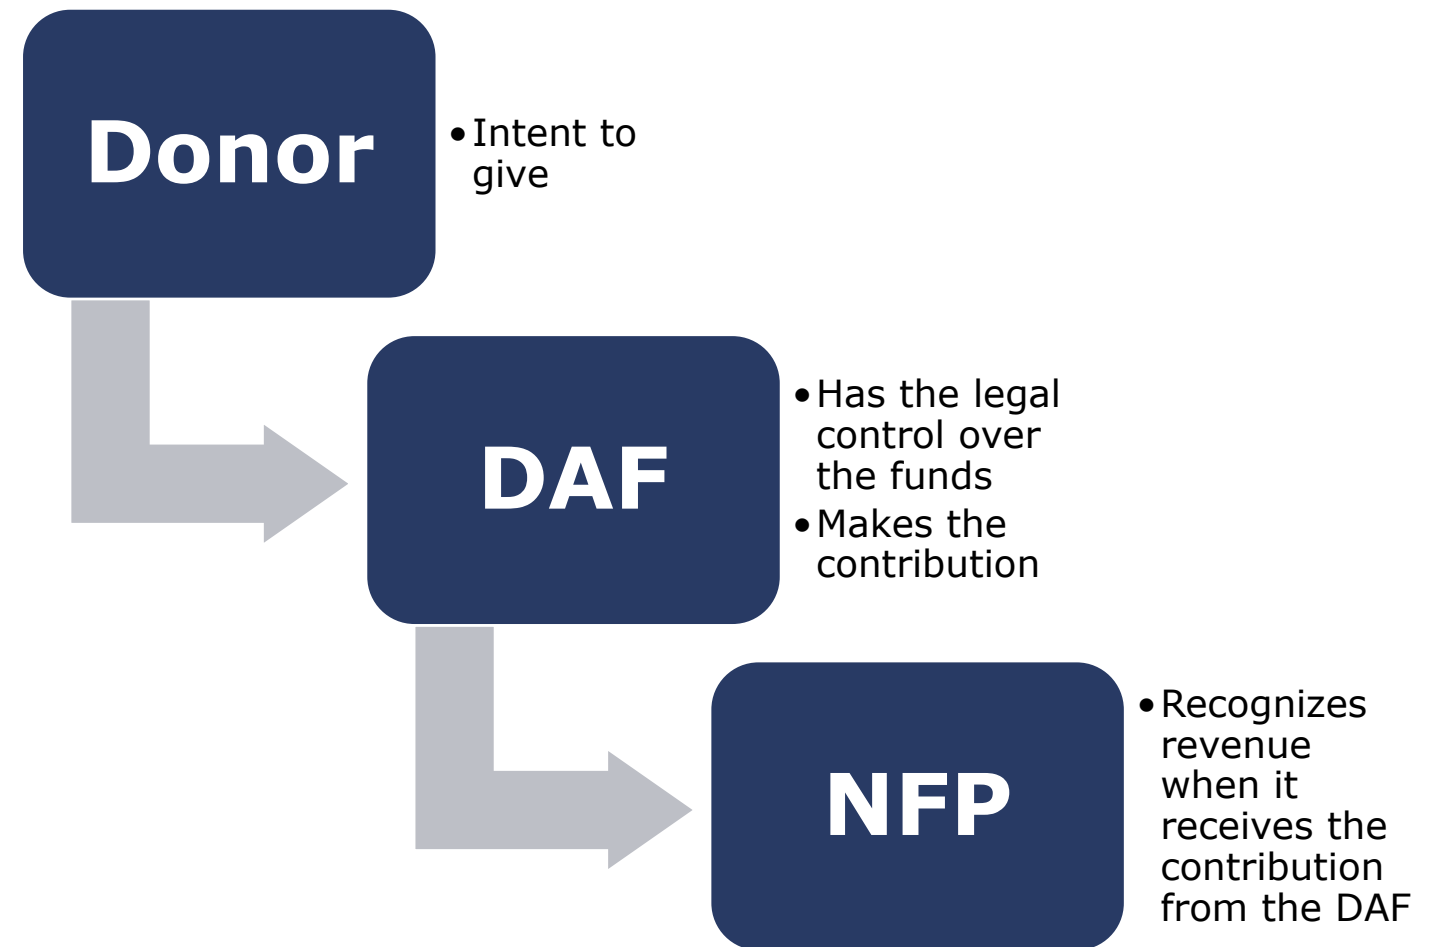 Donor
•Intent to
give
DAF
•Has the legal
control over
the funds
•Makes the
contribution
NFP
•Recognizes
revenue
when it
receives the
contribution
from the DAF